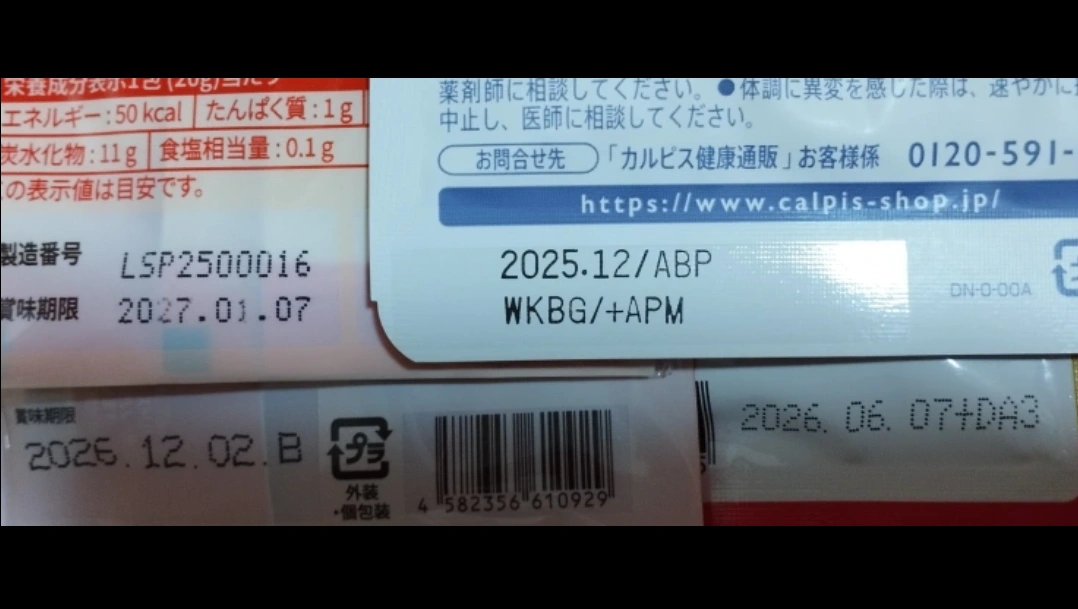 栄養成分表示1包(20g)当たり
エネルギー:50kcal たんぱく質:1g
炭水化物:11g 食塩相当量:0.1g
の表示値は目安です。
製造番号 LSP2500016
賞味期限 2027.01.07
薬剤師に相談してください。●体調に異変を感じた際は、速やかに
中止し、医師に相談してください。
お問合せ先 「カルピス健康通販」お客様係 0120-591-
https://www.calpis-shop.jp/
2025.12/ABP
WKBG/+APM
DN-0-00A
賞味期限
2026.12.02.B
プラ
外装
・個包装
4 582356 610929
2026.06.07+DA3
5